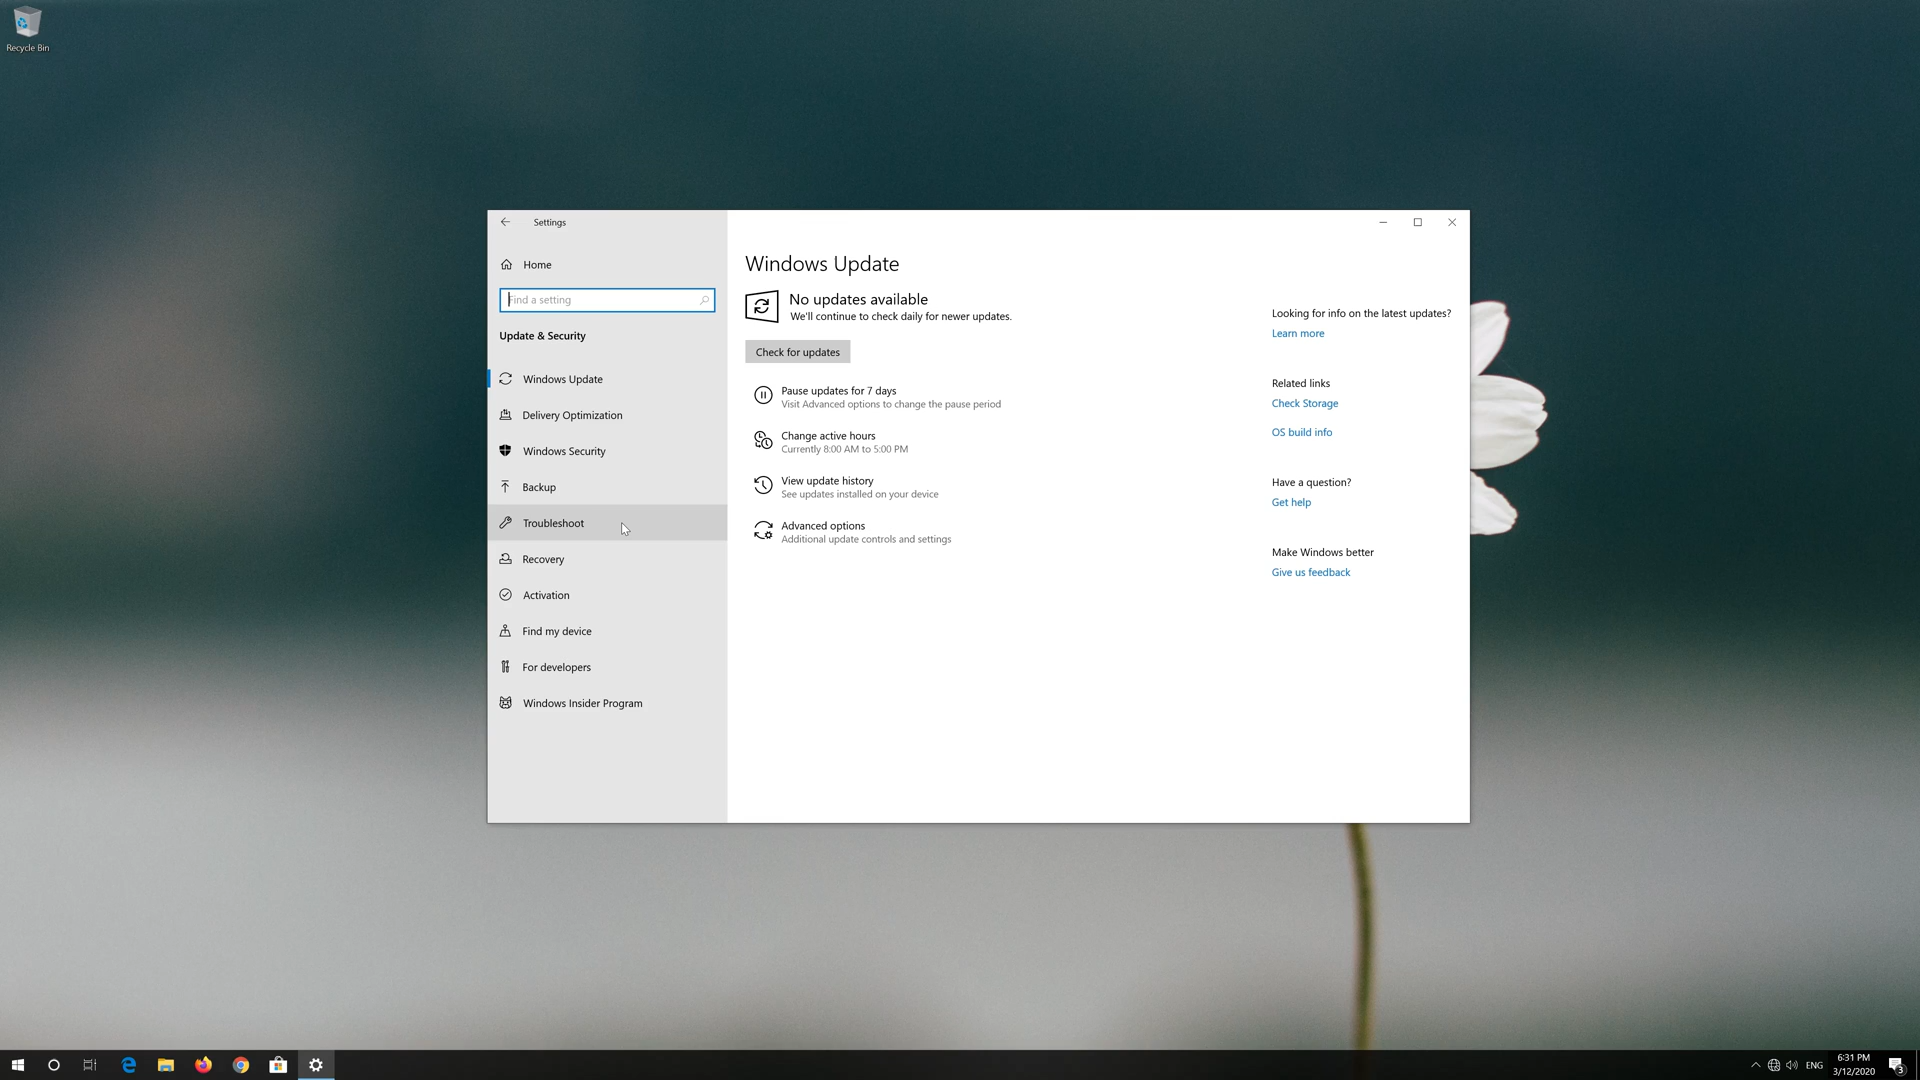 Recycle Bin
Settings
Home
Find a setting
Update & Security
Windows Update
Delivery Optimization
Windows Security
Backup
Troubleshoot
Recovery
Activation
Find my device
For developers
Windows Insider Program
Windows Update
No updates available
We'll continue to check daily for newer updates.
Check for updates
Pause updates for 7 days
Visit Advanced options to change the pause period
Change active hours
Currently 8:00 AM to 5:00 PM
View update history
See updates installed on your device
Advanced options
Additional update controls and settings
Looking for info on the latest updates?
Learn more
Related links
Check Storage
OS build info
Have a question?
Get help
Make Windows better
Give us feedback
ENG
6:31 PM
3/12/2020
3